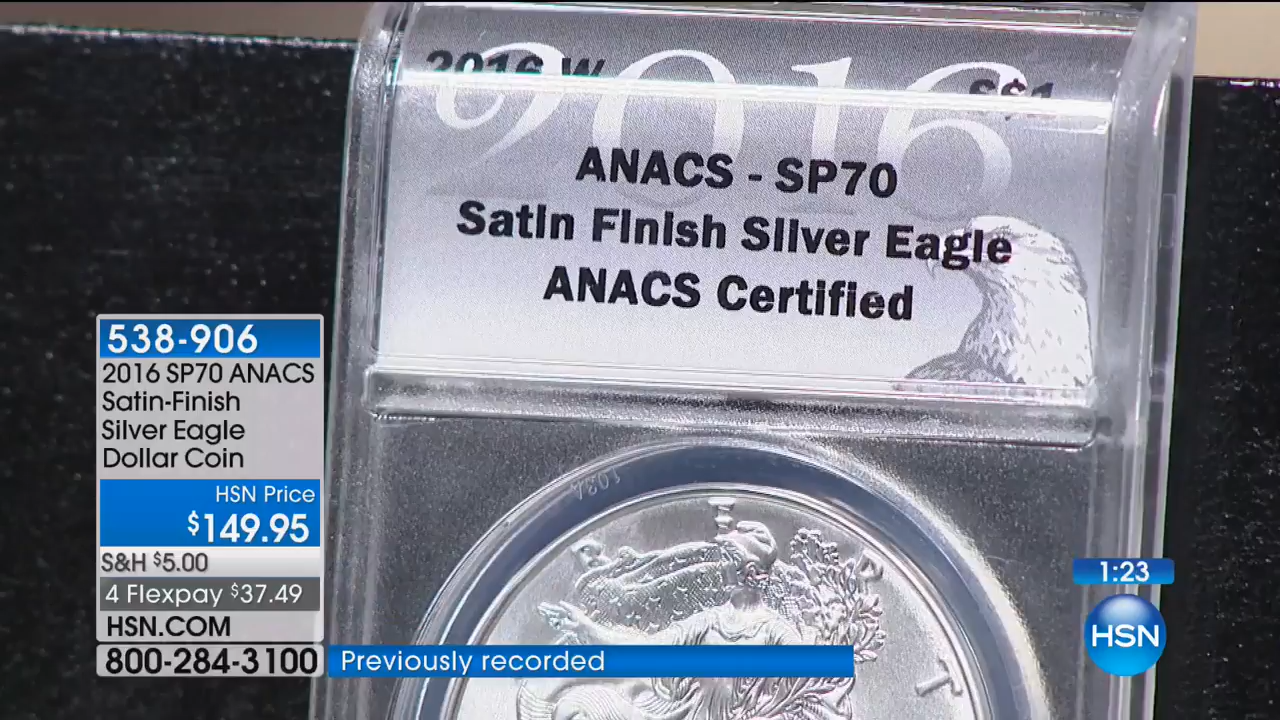 2016 W
S$1
2016
ANACS - SP70
Satin Finish Silver Eagle
ANACS Certified
538-906
2016 SP70 ANACS
Satin-Finish
Silver Eagle
Dollar Coin
HSN Price
$149.95
S&H $5.00
4 Flexpay $37.49
HSN.COM
800-284-3100
Previously recorded
1:23
HSN
L
B
R
T